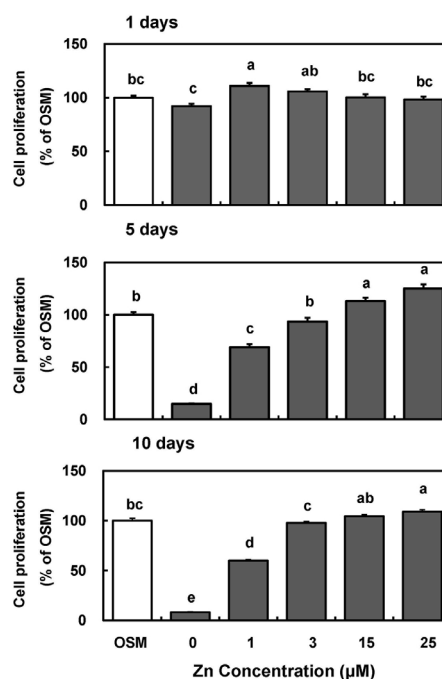 1 days
Cell proliferation
(% of OSM)
150
100
50
0
bc
c
a
ab
bc
bc
5 days
Cell proliferation
(% of OSM)
150
100
50
0
b
d
c
b
a
a
10 days
Cell proliferation
(% of OSM)
150
100
50
0
bc
e
d
c
ab
a
OSM 0 1 3 15 25
Zn Concentration (μM)